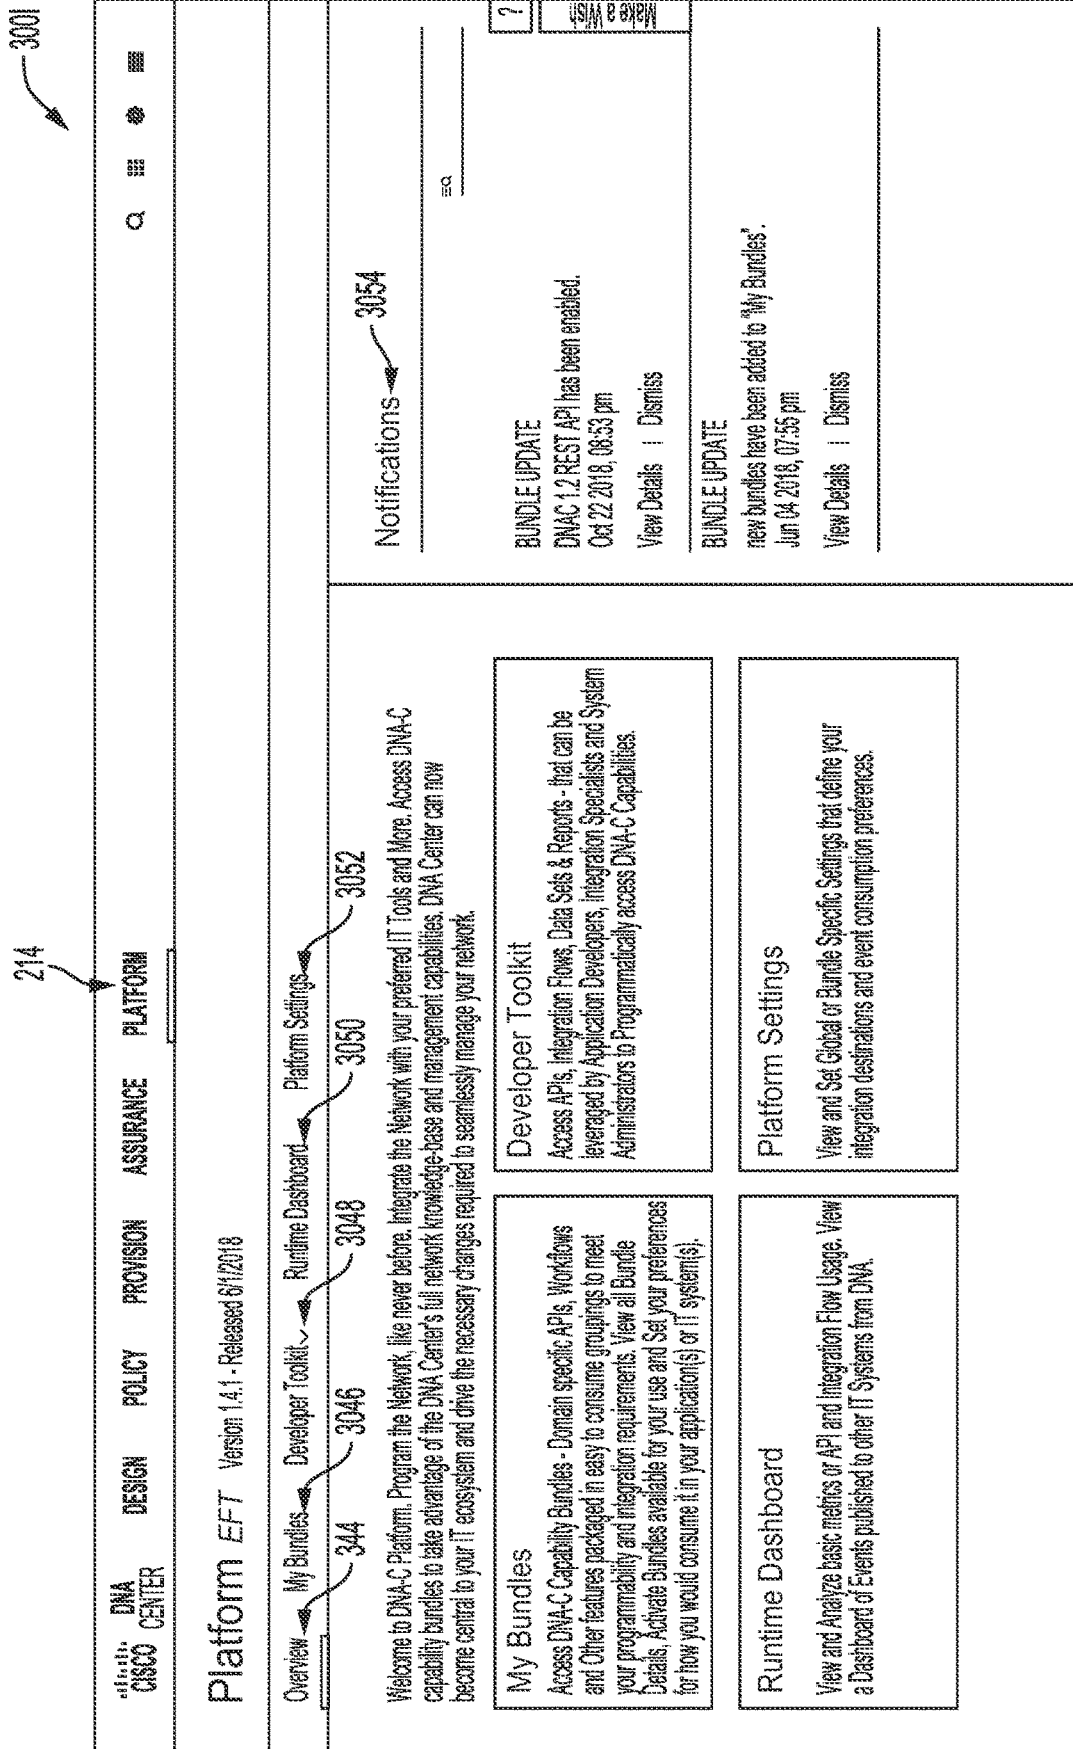 300I
214
CISCO DNA CENTER DESIGN POLICY PROVISION ASSURANCE PLATFORM
Platform EFT Version 1.4.1 - Released 6/1/2018
Overview My Bundles Developer Toolkit Runtime Dashboard Platform Settings
344 3046 3048 3050 3052
Welcome to DNA-C Platform. Program the Network, like never before. Integrate the Network with your preferred IT Tools and More. Access DNA-C
capability bundles to take advantage of the DNA Center's full network knowledge-base and management capabilities. DNA Center can now
become central to your IT ecosystem and drive the necessary changes required to seamlessly manage your network.
My Bundles
Access DNA-C Capability Bundles - Domain specific APIs, Workflows
and Other features packaged in easy to consume groupings to meet
your programmability and integration requirements. View all Bundle
Details, Activate Bundles available for your use and Set your preferences
for how you would consume it in your application(s) or IT system(s).
Developer Toolkit
Access APIs, Integration Flows, Data Sets & Reports - that can be
leveraged by Application Developers, Integration Specialists and System
Administrators to Programmatically access DNA-C Capabilities.
Runtime Dashboard
View and Analyze basic metrics or API and Integration Flow Usage. View
a Dashboard of Events published to other IT Systems from DNA.
Platform Settings
View and Set Global or Bundle Specific Settings that define your
integration destinations and event consumption preferences.
Notifications 3054
BUNDLE UPDATE
DNAC 1.2 REST API has been enabled.
Oct 22 2018, 08:53 pm
View Details | Dismiss
BUNDLE UPDATE
new bundles have been added to "My Bundles".
Jun 04 2018, 07:55 pm
View Details | Dismiss
?
Make a Wish